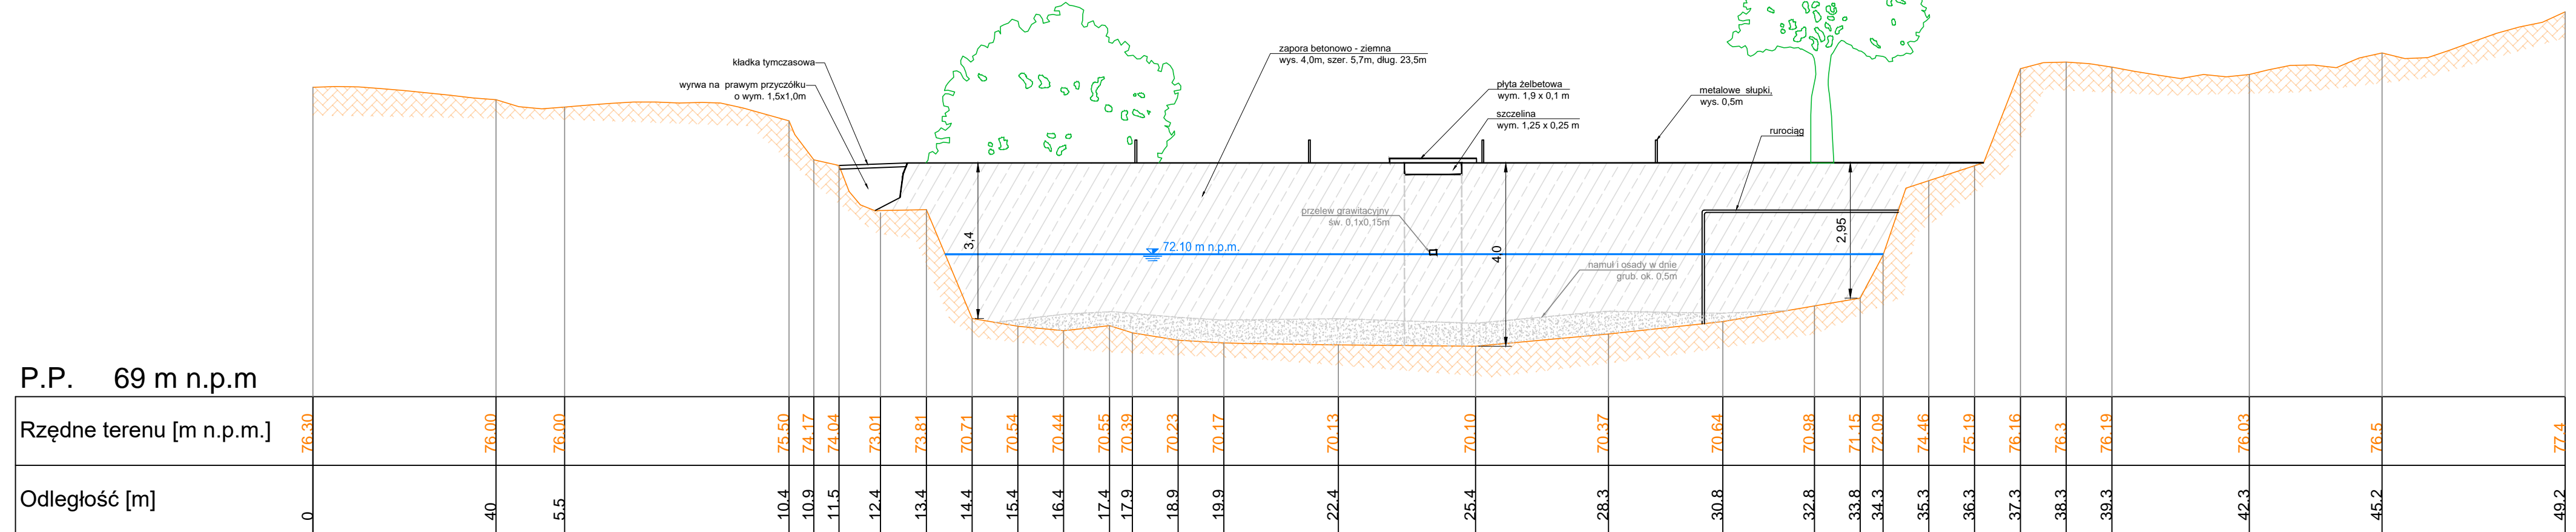 kładka tymczasowa
wyrwa na prawym przyczółku
o wym. 1,5x1,0m
zapora betonowo - ziemna
wys. 4,0m, szer. 5,7m, dług. 23,5m
płyta żelbetowa
wym. 1,9 x 0,1 m
szczelina
wym. 1,25 x 0,25 m
metalowe słupki,
wys. 0,5m
rurociąg
przelew grawitacyjny
św. 0,1x0,15m
72.10 m n.p.m.
namuł i osady w dnie
grub. ok. 0,5m
3,4
4,0
2,95
P.P. 69 m n.p.m
Rzędne terenu [m n.p.m.] 76.30 76.00 76.00 75.50 74.17 74.04 73.01 73.81 70.71 70.54 70.44 70.55 70.39 70.23 70.17 70.13 70.10 70.37 70.64 70.98 71.15 72.09 74.46 75.19 76.16 76.3 76.19 76.03 76.5 77.4
Odległość [m] 0 40 5.5 10.4 10.9 11.5 12.4 13.4 14.4 15.4 16.4 17.4 17.9 18.9 19.9 22.4 25.4 28.3 30.8 32.8 33.8 34.3 35.3 36.3 37.3 38.3 39.3 42.3 45.2 49.2